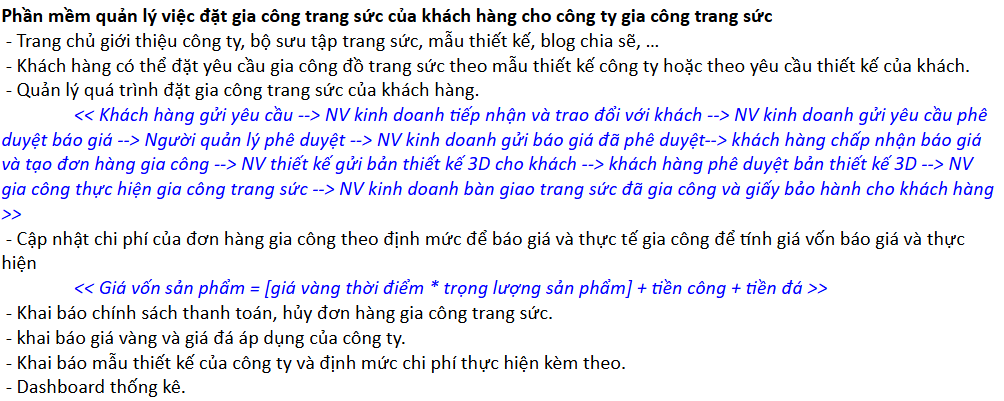 Phần mềm quản lý việc đặt gia công trang sức của khách hàng cho công ty gia công trang sức
- Trang chủ giới thiệu công ty, bộ sưu tập trang sức, mẫu thiết kế, blog chia sẽ, ...
- Khách hàng có thể đặt yêu cầu gia công đồ trang sức theo mẫu thiết kế công ty hoặc theo yêu cầu thiết kế của khách.
- Quản lý quá trình đặt gia công trang sức của khách hàng.
<< Khách hàng gửi yêu cầu --> NV kinh doanh tiếp nhận và trao đổi với khách --> NV kinh doanh gửi yêu cầu phê
duyệt báo giá --> Người quản lý phê duyệt --> NV kinh doanh gửi báo giá đã phê duyệt--> khách hàng chấp nhận báo giá
và tạo đơn hàng gia công --> NV thiết kế gửi bản thiết kế 3D cho khách --> khách hàng phê duyệt bản thiết kế 3D --> NV
gia công thực hiện gia công trang sức --> NV kinh doanh bàn giao trang sức đã gia công và giấy bảo hành cho khách hàng
>>
- Cập nhật chi phí của đơn hàng gia công theo định mức để báo giá và thực tế gia công để tính giá vốn báo giá và thực
hiện
<< Giá vốn sản phẩm = [giá vàng thời điểm * trọng lượng sản phẩm] + tiền công + tiền đá >>
- Khai báo chính sách thanh toán, hủy đơn hàng gia công trang sức.
- khai báo giá vàng và giá đá áp dụng của công ty.
- Khai báo mẫu thiết kế của công ty và định mức chi phí thực hiện kèm theo.
- Dashboard thống kê.